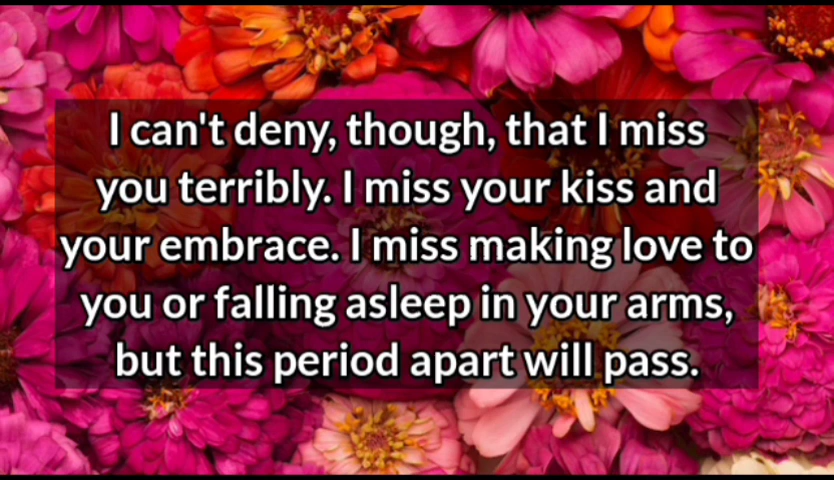 I can't deny, though, that I miss
you terribly. I miss your kiss and
your embrace. I miss making love to
you or falling asleep in your arms,
but this period apart will pass.